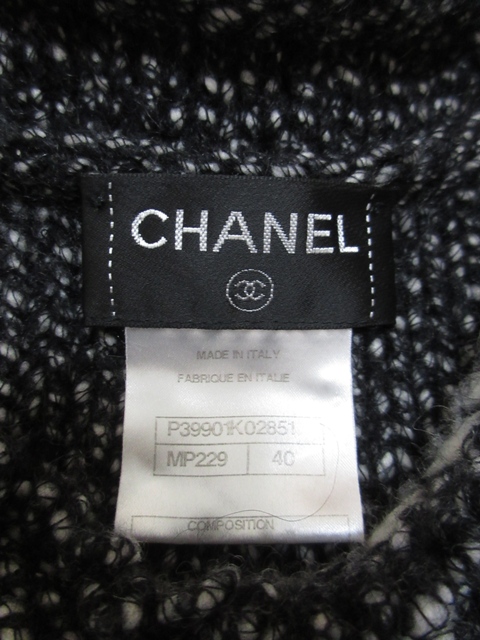 CHANEL
MADE IN ITALY
FABRIQUE EN ITALIE
P39901K02851
MP229 40
COMPOSITION